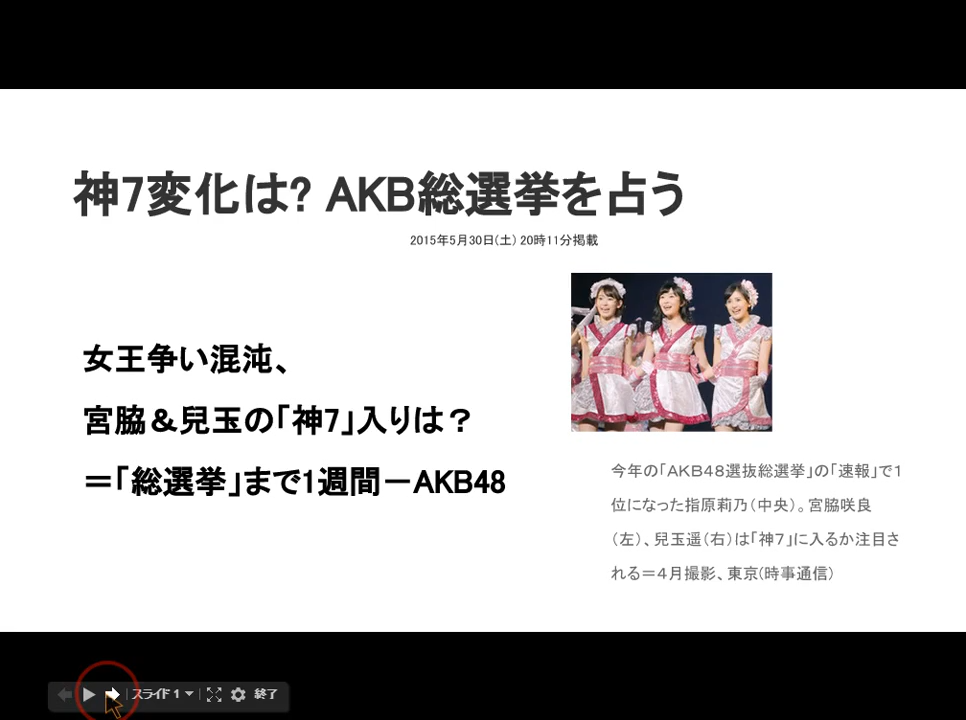 神7変化は? AKB総選挙を占う
2015年5月30日(土) 20時11分掲載
女王争い混沌、
宮脇＆兒玉の「神7」入りは？
＝「総選挙」まで1週間－AKB48
今年の「AKB48選抜総選挙」の「速報」で1
位になった指原莉乃（中央）。宮脇咲良
（左）、兒玉遥（右）は「神7」に入るか注目さ
れる＝4月撮影、東京(時事通信)
スライド 1
終了